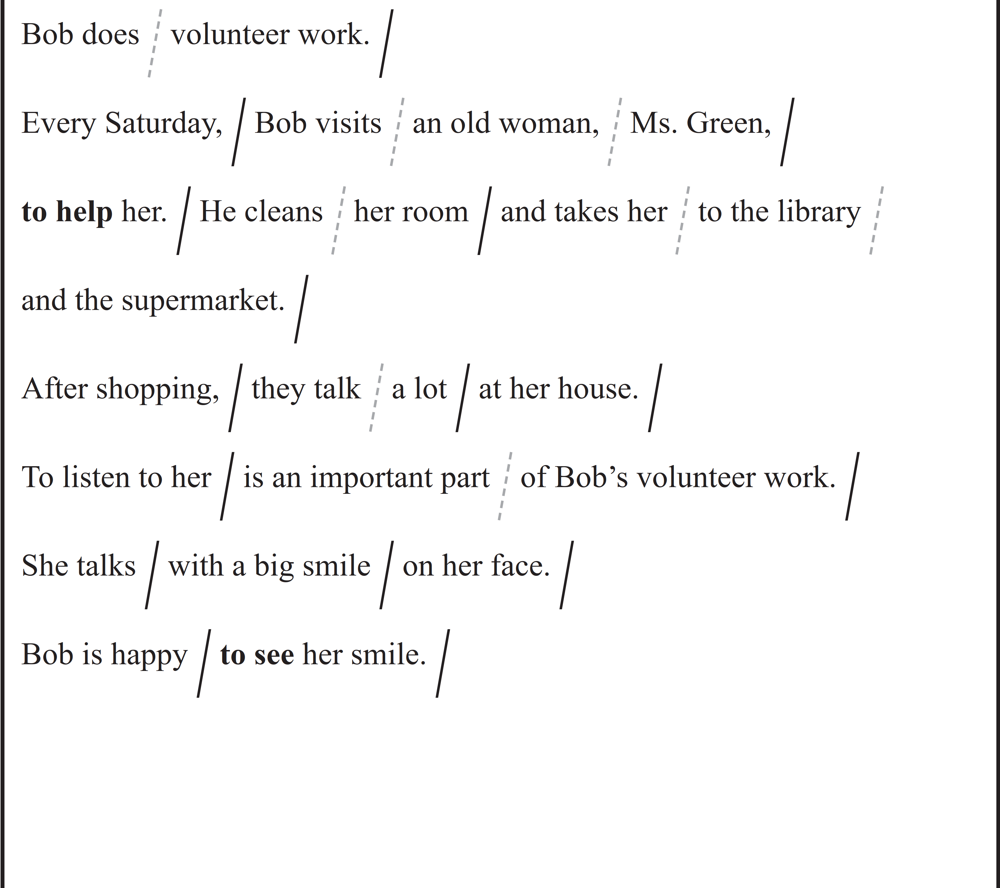 Bob does / volunteer work. /
Every Saturday, / Bob visits / an old woman, / Ms. Green, /
to help her. / He cleans / her room / and takes her / to the library /
and the supermarket. /
After shopping, / they talk / a lot / at her house. /
To listen to her / is an important part / of Bob’s volunteer work. /
She talks / with a big smile / on her face. /
Bob is happy / to see her smile. /